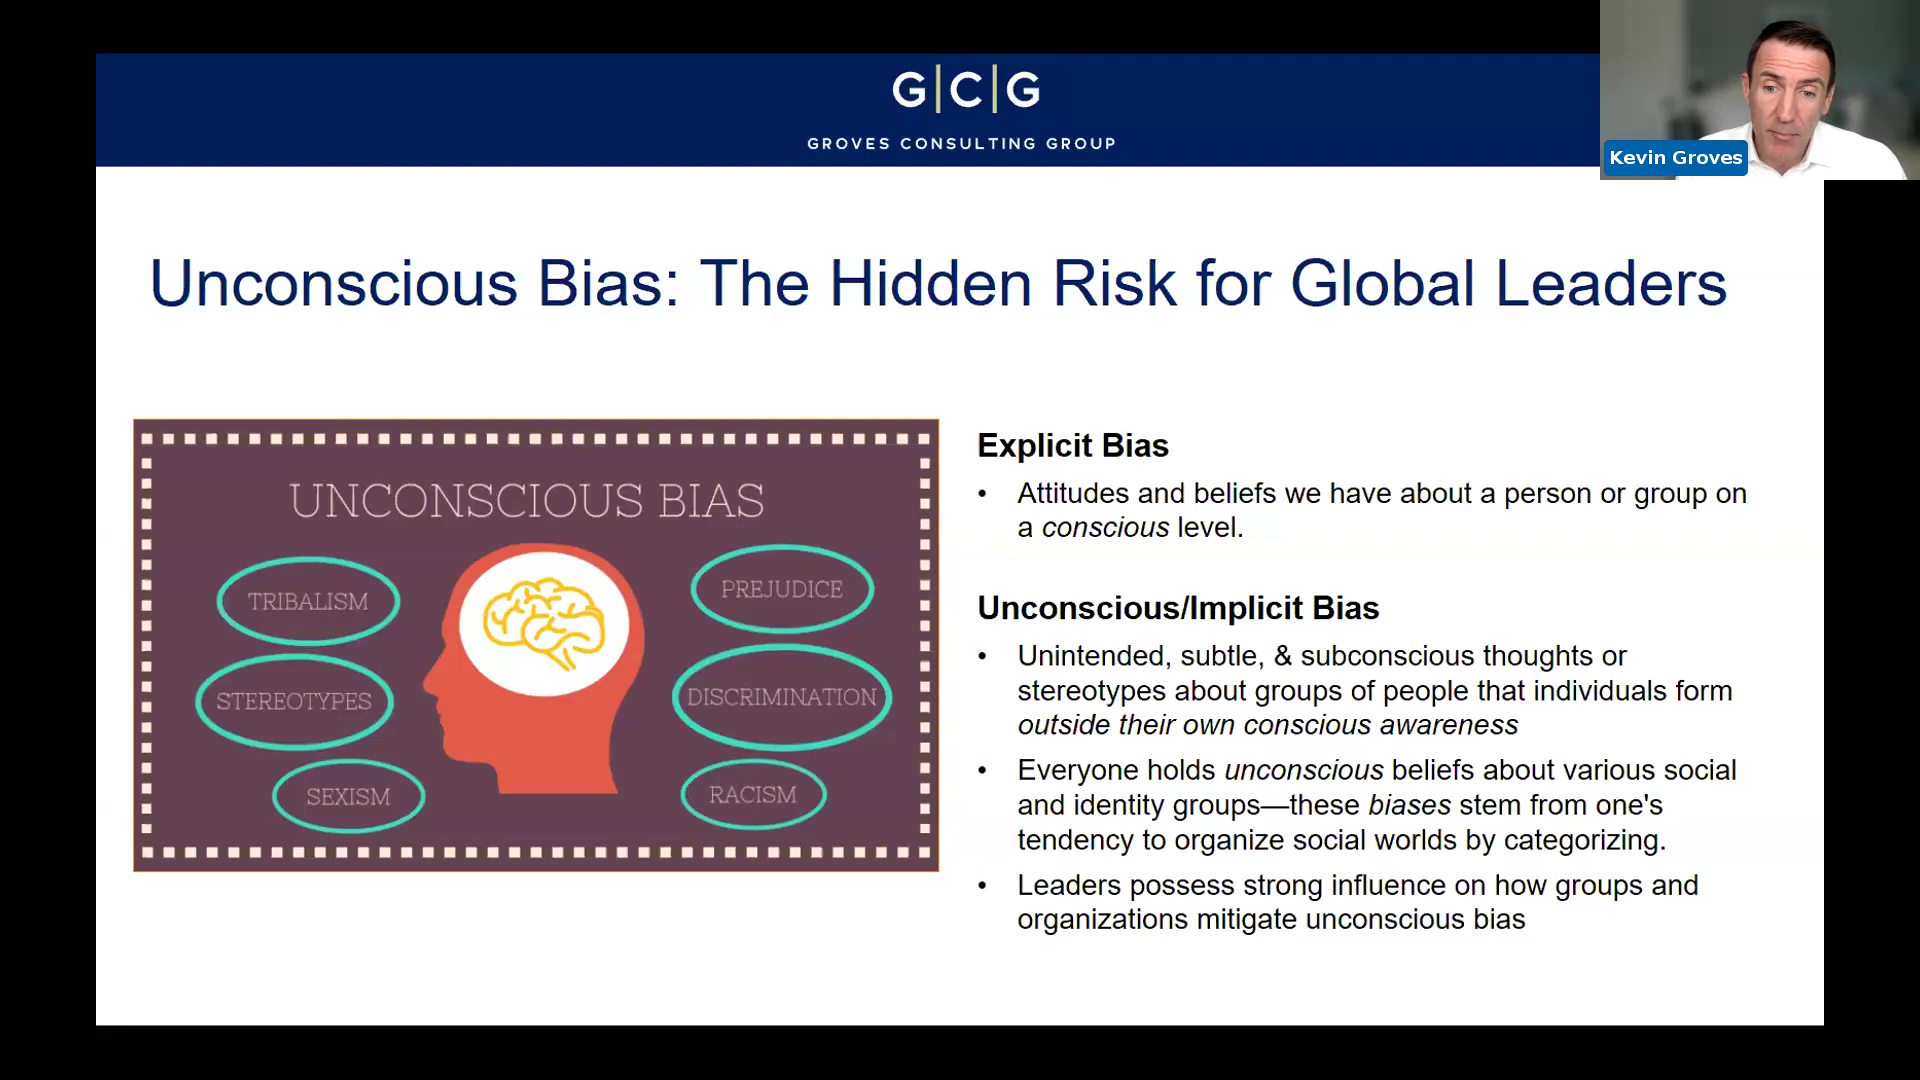 G|C|G
GROVES CONSULTING GROUP
Kevin Groves
Unconscious Bias: The Hidden Risk for Global Leaders
UNCONSCIOUS BIAS
TRIBALISM
STEREOTYPES
SEXISM
PREJUDICE
DISCRIMINATION
RACISM
Explicit Bias
• Attitudes and beliefs we have about a person or group on
a conscious level.
Unconscious/Implicit Bias
• Unintended, subtle, & subconscious thoughts or
stereotypes about groups of people that individuals form
outside their own conscious awareness
• Everyone holds unconscious beliefs about various social
and identity groups—these biases stem from one's
tendency to organize social worlds by categorizing.
• Leaders possess strong influence on how groups and
organizations mitigate unconscious bias